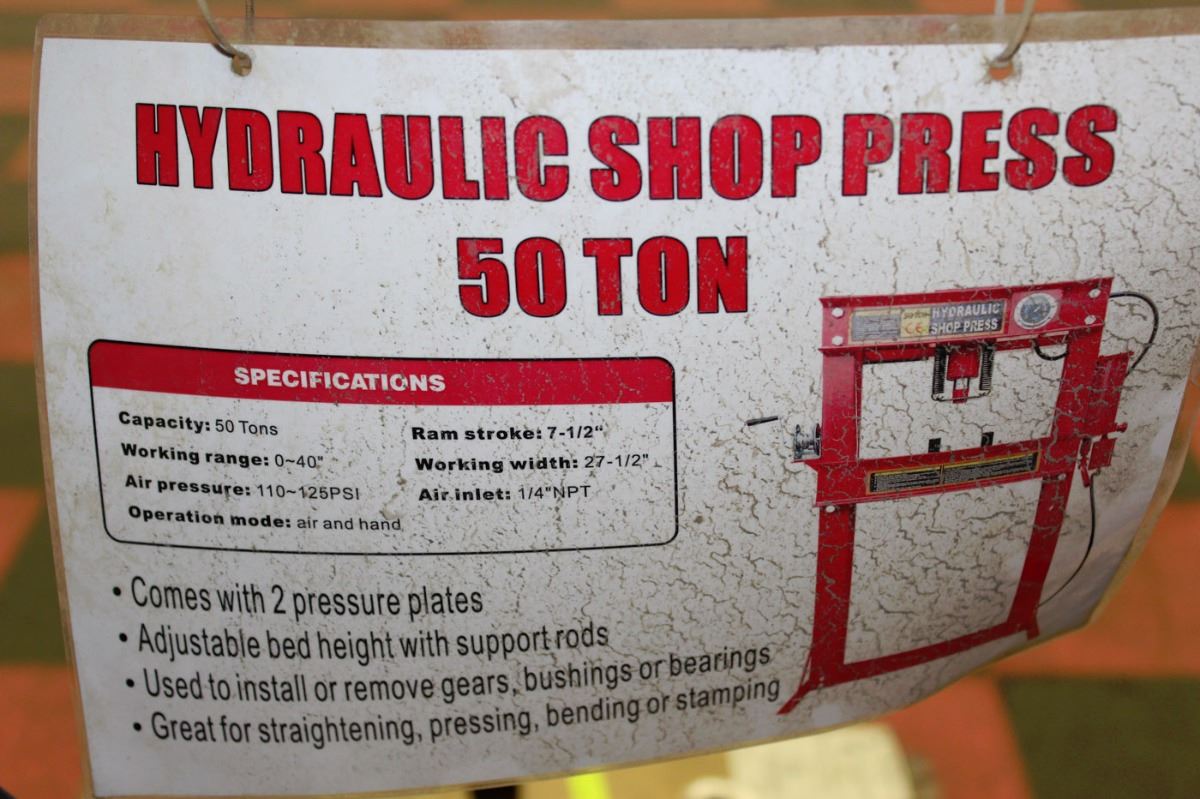 HYDRAULIC SHOP PRESS
50 TON
HYDRAULIC
SHOP PRESS
CE
SPECIFICATIONS
Capacity: 50 Tons
Ram stroke: 7-1/2"
Working range: 0~40"
Working width: 27-1/2"
Air pressure: 110~125PSI
Air inlet: 1/4"NPT
Operation mode: air and hand
• Comes with 2 pressure plates
• Adjustable bed height with support rods
• Used to install or remove gears, bushings or bearings
• Great for straightening, pressing, bending or stamping